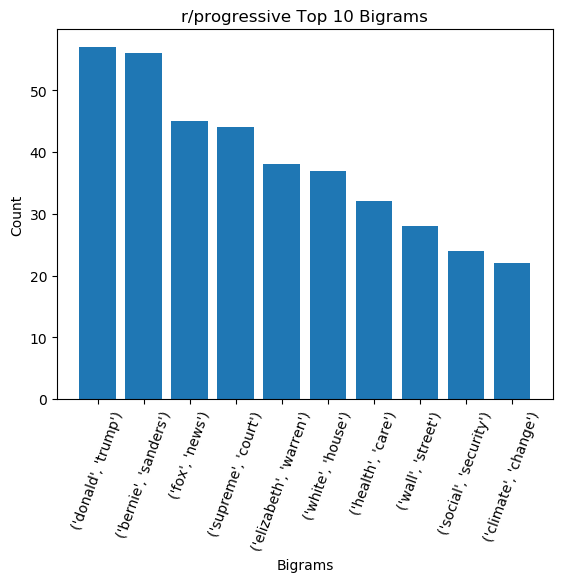 r/progressive Top 10 Bigrams
Count
50
40
30
20
10
0
('donald', 'trump')
('bernie', 'sanders')
('fox', 'news')
('supreme', 'court')
('elizabeth', 'warren')
('white', 'house')
('health', 'care')
('wall', 'street')
('social', 'security')
('climate', 'change')
Bigrams